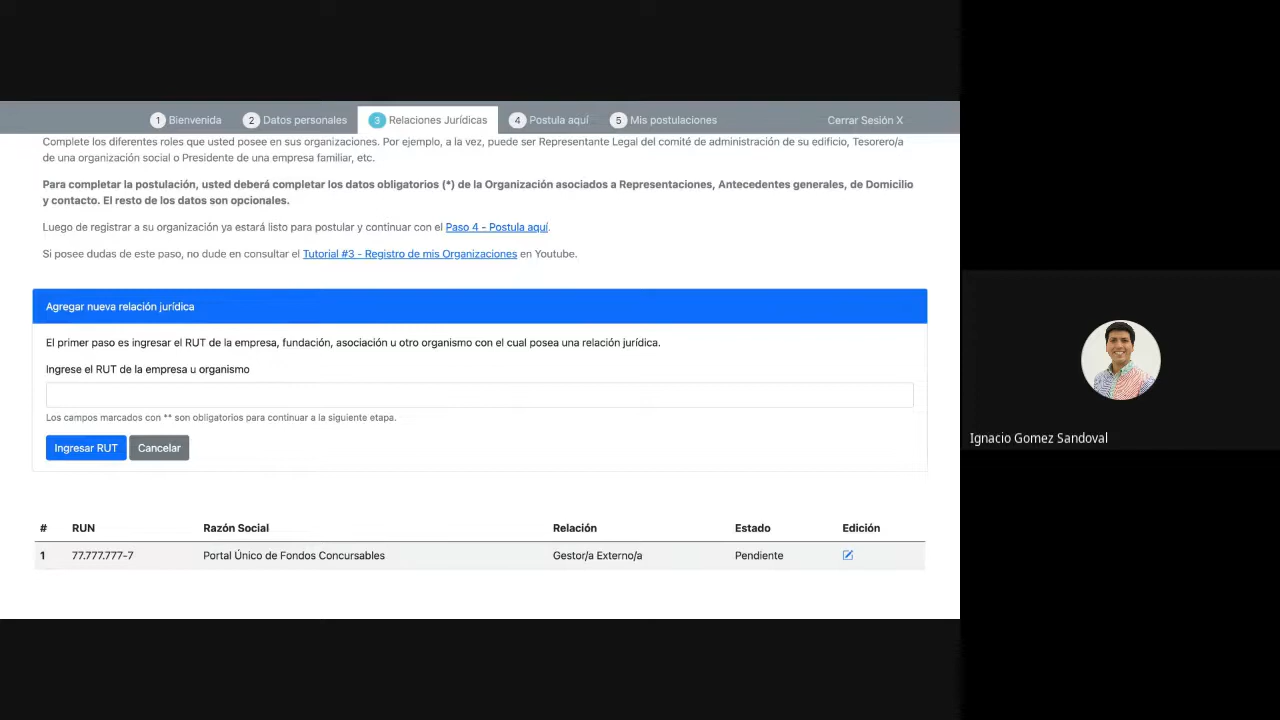 1 Bienvenida 2 Datos personales 3 Relaciones Jurídicas 4 Postula aquí 5 Mis postulaciones Cerrar Sesión X
Complete los diferentes roles que usted posee en sus organizaciones. Por ejemplo, a la vez, puede ser Representante Legal del comité de administración de su edificio, Tesorero/a
de una organización social o Presidente de una empresa familiar, etc.
Para completar la postulación, usted deberá completar los datos obligatorios (*) de la Organización asociados a Representaciones, Antecedentes generales, de Domicilio
y contacto. El resto de los datos son opcionales.
Luego de registrar a su organización ya estará listo para postular y continuar con el Paso 4 - Postula aquí.
Si posee dudas de este paso, no dude en consultar el Tutorial #3 - Registro de mis Organizaciones en Youtube.
Agregar nueva relación jurídica
El primer paso es ingresar el RUT de la empresa, fundación, asociación u otro organismo con el cual posea una relación jurídica.
Ingrese el RUT de la empresa u organismo
Los campos marcados con ** son obligatorios para continuar a la siguiente etapa.
Ingresar RUT Cancelar
# RUN Razón Social Relación Estado Edición
1 77.777.777-7 Portal Único de Fondos Concursables Gestor/a Externo/a Pendiente
Ignacio Gomez Sandoval